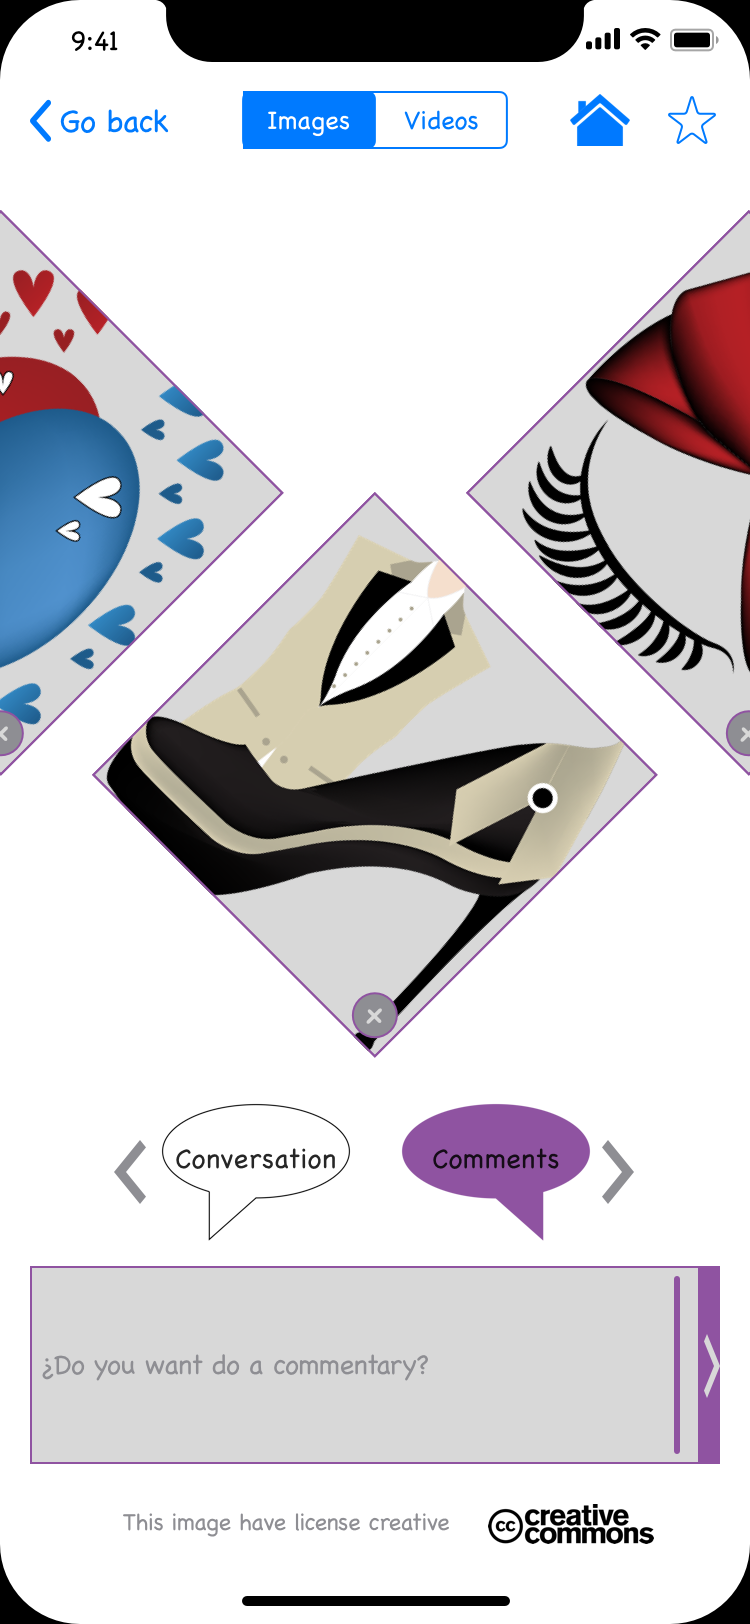 9:41
Go back
Images
Videos
Conversation
Comments
¿Do you want do a commentary?
This image have license creative
cc creative
commons